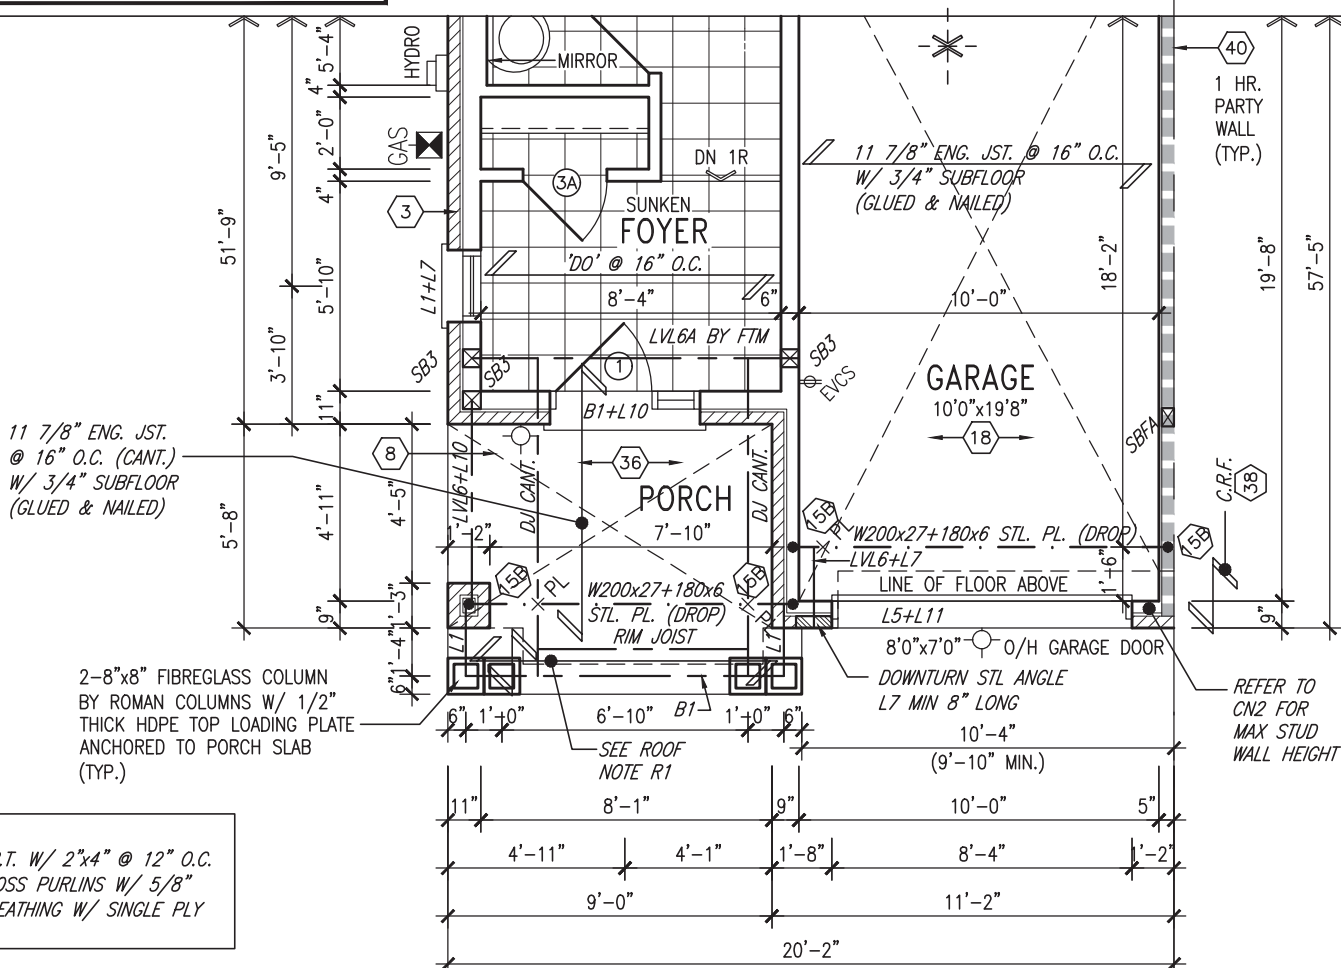 HYDRO
MIRROR
GAS
3A
DN 1R
SUNKEN
FOYER
'DO' @ 16" O.C.
8'-4"
6"
LVL6A BY FTM
L1+L7
3
SB3
SB3
SB3
1
EVCS
B1+L10
11 7/8" ENG. JST. @ 16" O.C.
W/ 3/4" SUBFLOOR
(GLUED & NAILED)
40
1 HR.
PARTY
WALL
(TYP.)
10'-0"
18'-2"
19'-8"
57'-5"
GARAGE
10'0"x19'8"
18
SBFA
C.R.F.
38
51'-9"
9'-5"
3'-10"
5'-4"
4"
2'-0"
4"
5'-10"
11"
11 7/8" ENG. JST.
@ 16" O.C. (CANT.)
W/ 3/4" SUBFLOOR
(GLUED & NAILED)
8
LVL6+L10
DJ CANT.
36
PORCH
DJ CANT.
1'-2"
7'-10"
5'-8"
4'-11"
4'-5"
9"
1'-3"
1'-4"
6"
15B
PL
W200x27+180x6
STL. PL. (DROP)
RIM JOIST
15B
15B
PL
W200x27+180x6 STL. PL. (DROP)
LVL6+L7
15B
LINE OF FLOOR ABOVE
1'-6"
9"
L5+L11
8'0"x7'0"
O/H GARAGE DOOR
DOWNTURN STL ANGLE
L7 MIN 8" LONG
L1
2-8"x8" FIBREGLASS COLUMN
BY ROMAN COLUMNS W/ 1/2"
THICK HDPE TOP LOADING PLATE
ANCHORED TO PORCH SLAB
(TYP.)
B1
REFER TO
CN2 FOR
MAX STUD
WALL HEIGHT
6"
1'-0"
6'-10"
1'-0"
6"
SEE ROOF
NOTE R1
10'-4"
(9'-10" MIN.)
11"
8'-1"
9"
10'-0"
5"
4'-11"
4'-1"
1'-8"
8'-4"
1'-2"
9'-0"
11'-2"
20'-2"
.T. W/ 2"x4" @ 12" O.C.
OSS PURLINS W/ 5/8"
EATHING W/ SINGLE PLY